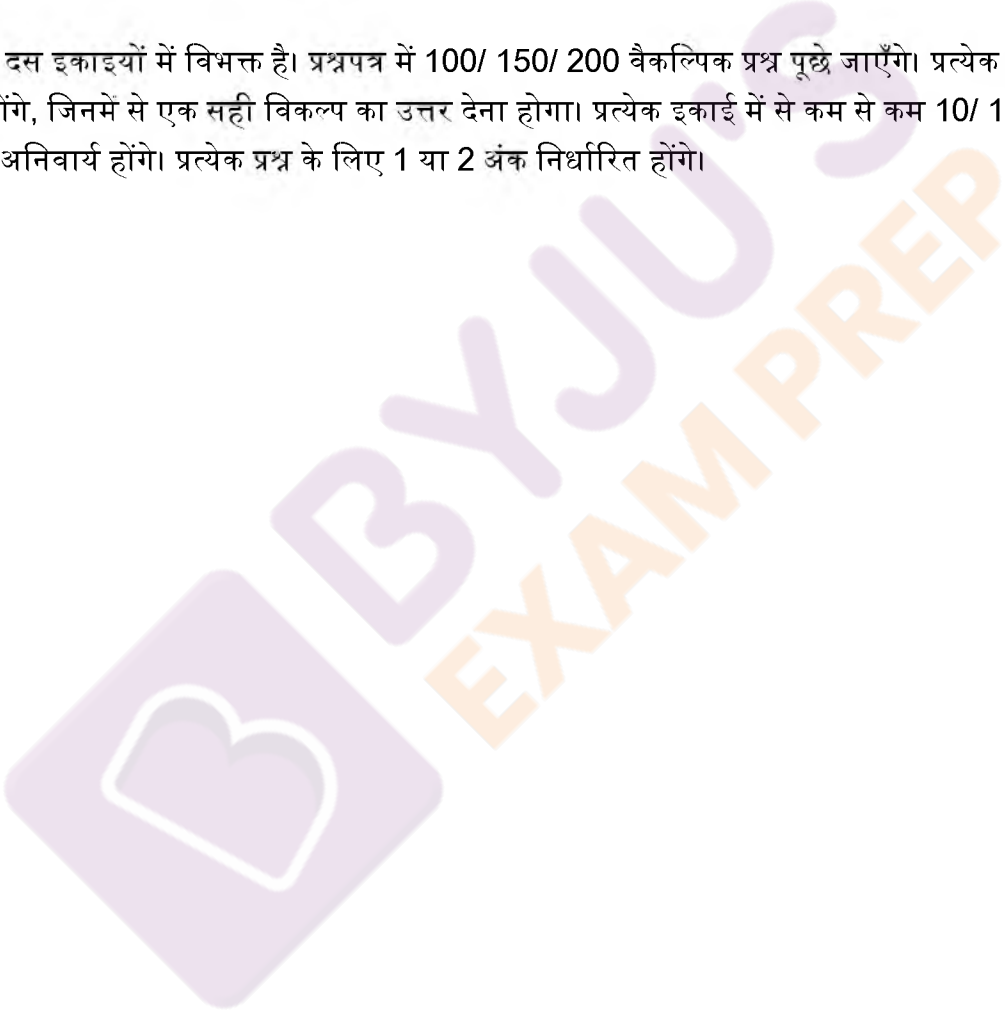 दस इकाइयों में विभक्त है। प्रश्नपत्र में 100/ 150/ 200 वैकल्पिक प्रश्न पूछे जाएँगे। प्रत्येक
ोंगे, जिनमें से एक सही विकल्प का उत्तर देना होगा। प्रत्येक इकाई में से कम से कम 10/ 1
अनिवार्य होंगे। प्रत्येक प्रश्न के लिए 1 या 2 अंक निर्धारित होंगे।
BYJU'S
EXAM PREP